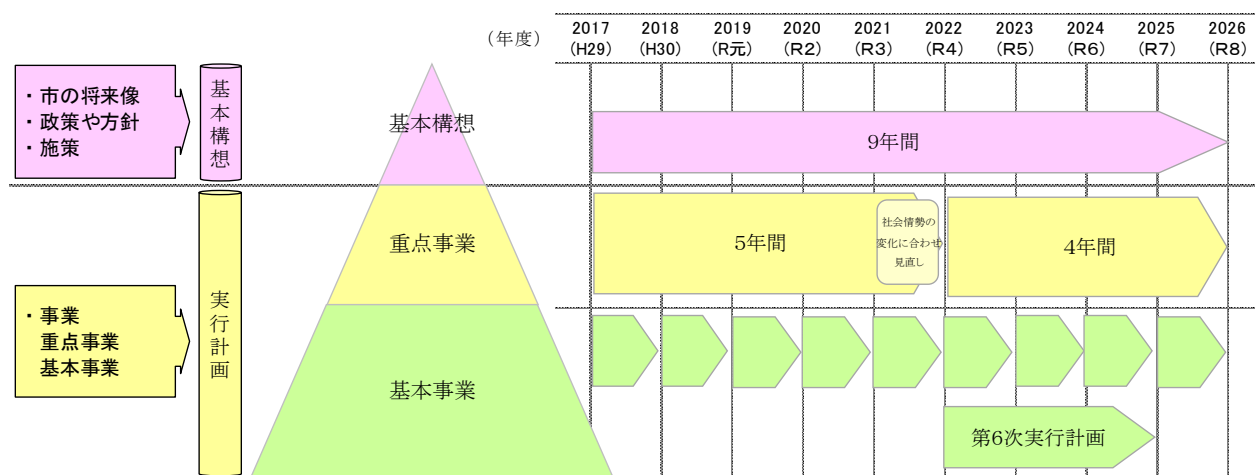 (年度)
2017 2018 2019 2020 2021 2022 2023 2024 2025 2026
(H29) (H30) (R元) (R2) (R3) (R4) (R5) (R6) (R7) (R8)
・市の将来像
・政策や方針
・施策
基本構想
基本構想
9年間
重点事業
5年間
社会情勢の
変化に合わせ
見直し
4年間
・事業
重点事業
基本事業
実行計画
基本事業
第6次実行計画